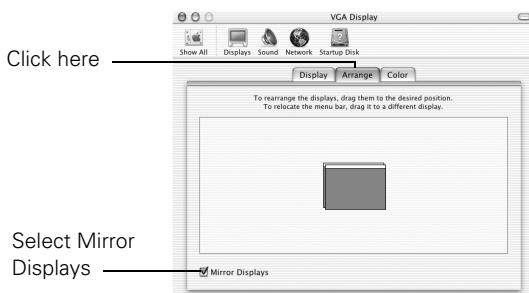 VGA Display
Show All Displays Sound Network Startup Disk
Click here
Display Arrange Color
To rearrange the displays, drag them to the desired position.
To relocate the menu bar, drag it to a different display.
Select Mirror
Displays
Mirror Displays